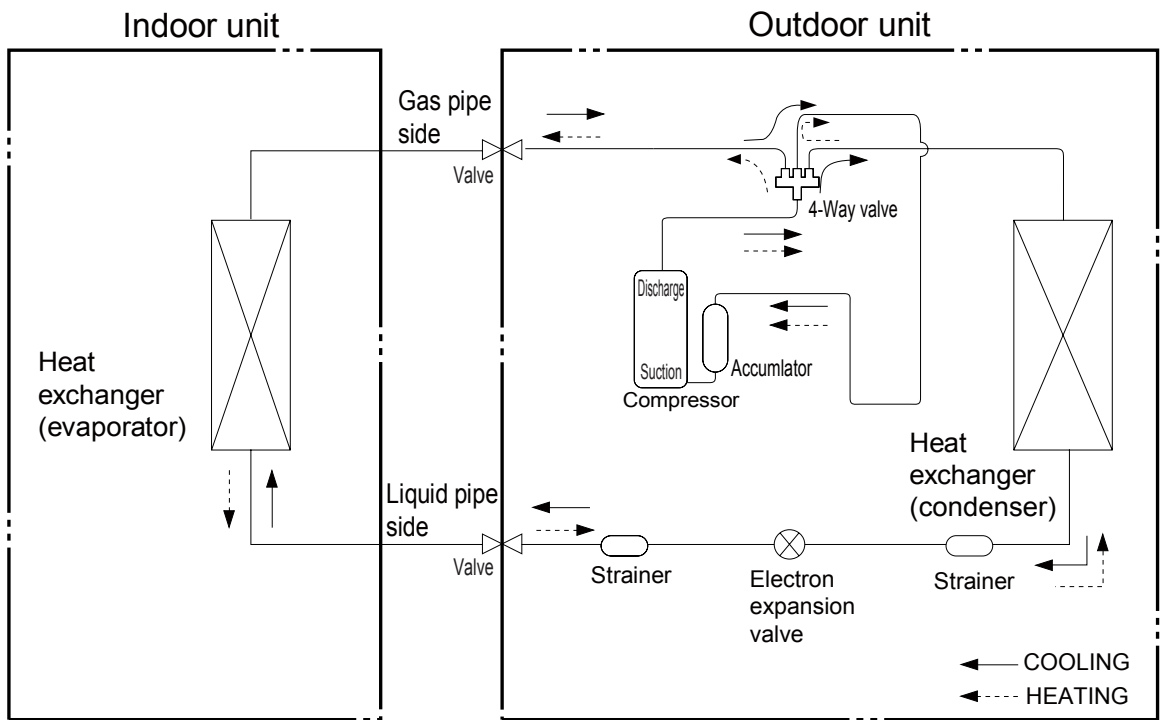 Indoor unit
Outdoor unit
Gas pipe
side
Valve
4-Way valve
Discharge
Suction
Accumlator
Compressor
Heat
exchanger
(evaporator)
Heat
exchanger
(condenser)
Liquid pipe
side
Valve
Strainer
Electron
expansion
valve
Strainer
COOLING
HEATING